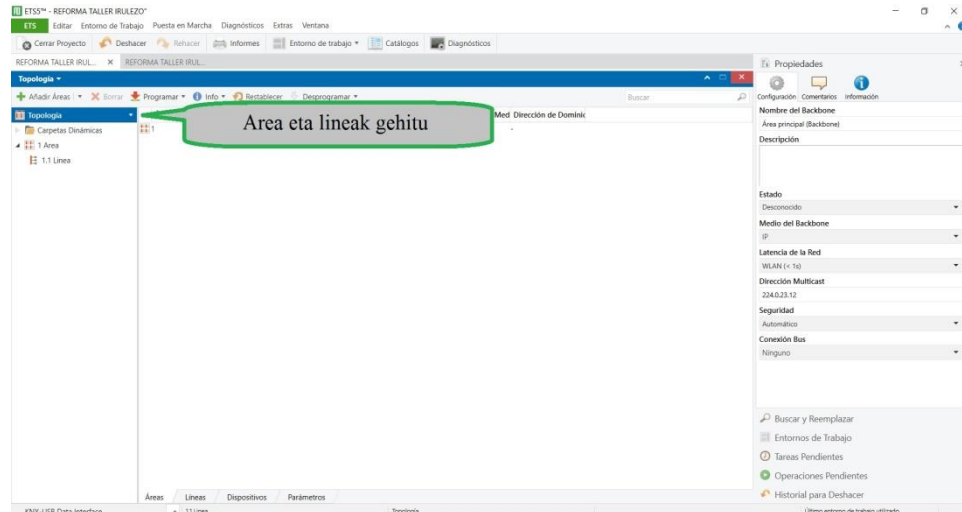 ETS5™ - REFORMA TALLER IRULEZO"
ETS Editar Entorno de Trabajo Puesta en Marcha Diagnósticos Extras Ventana
Cerrar Proyecto Deshacer Rehacer Informes Entorno de trabajo Catálogos Diagnósticos
REFORMA TALLER IRUL... REFORMA TALLER IRUL...
Topología
Añadir Áreas Borrar Programar Info Restablecer Desprogramar Buscar
Topología
Carpetas Dinámicas
1 Area
1.1 Linea
Area eta lineak gehitu
Med Dirección de Dominic
1 -
Áreas Líneas Dispositivos Parámetros
Propiedades
Configuración Comentarios Información
Nombre del Backbone
Área principal (Backbone)
Descripción
Estado
Desconocido
Medio del Backbone
IP
Latencia de la Red
WLAN (< 1s)
Dirección Multicast
224.0.23.12
Seguridad
Automático
Conexión Bus
Ninguno
Buscar y Reemplazar
Entornos de Trabajo
Tareas Pendientes
Operaciones Pendientes
Historial para Deshacer
KNX-USB Data Interface 1.1 Linea Topología Último entorno de trabajo utilizado